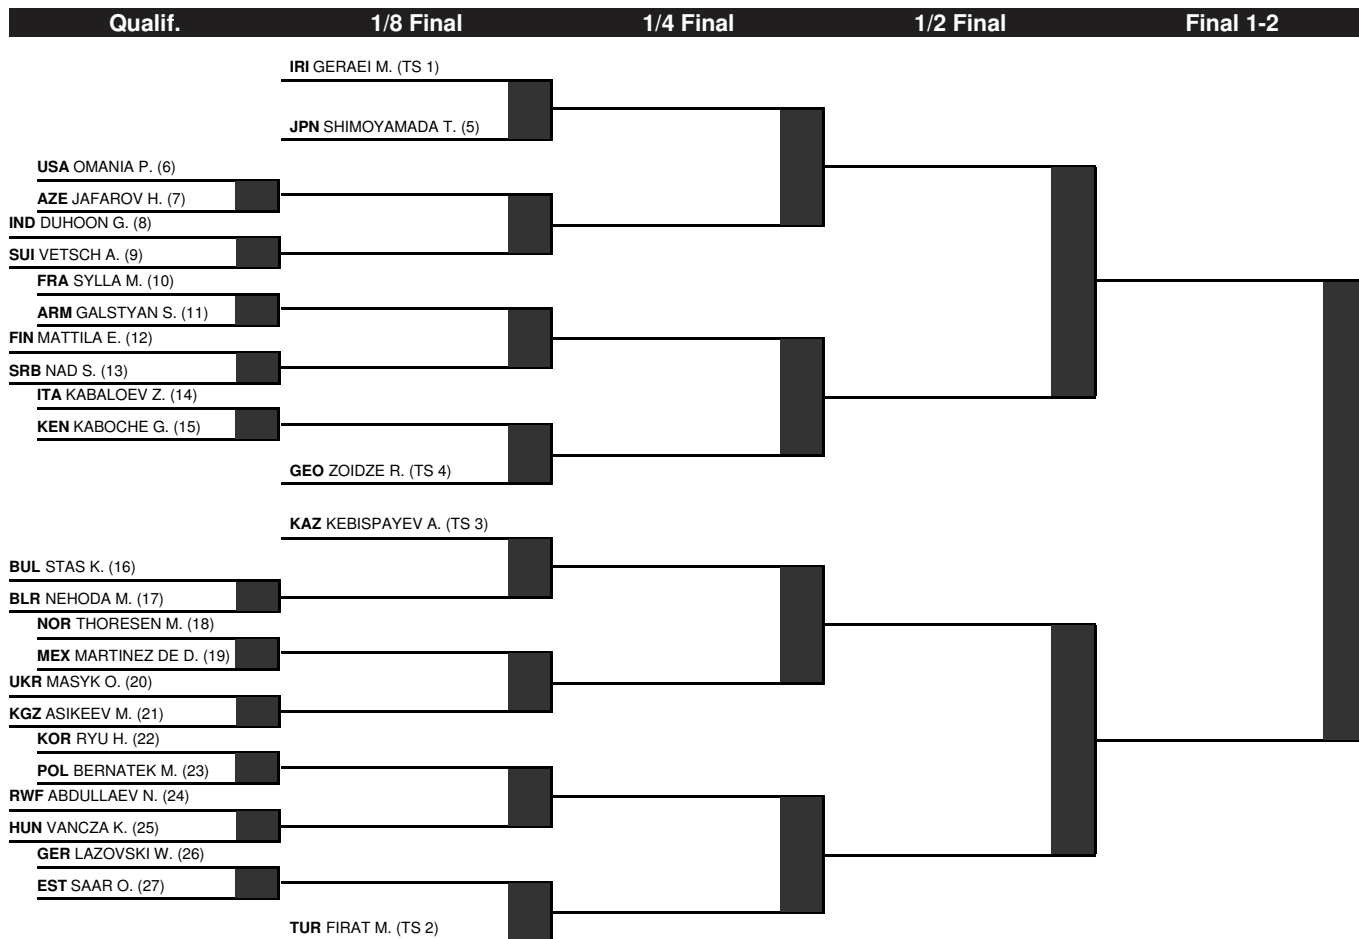 Qualif. 1/8 Final 1/4 Final 1/2 Final Final 1-2
IRI GERAEI M. (TS 1)
JPN SHIMOYAMADA T. (5)
USA OMANIA P. (6)
AZE JAFAROV H. (7)
IND DUHOON G. (8)
SUI VETSCH A. (9)
FRA SYLLA M. (10)
ARM GALSTYAN S. (11)
FIN MATTILA E. (12)
SRB NAD S. (13)
ITA KABALOEV Z. (14)
KEN KABOCHE G. (15)
GEO ZOIDZE R. (TS 4)
KAZ KEBISPAYEV A. (TS 3)
BUL STAS K. (16)
BLR NEHODA M. (17)
NOR THORESEN M. (18)
MEX MARTINEZ DE D. (19)
UKR MASYK O. (20)
KGZ ASIKEEV M. (21)
KOR RYU H. (22)
POL BERNATEK M. (23)
RWF ABDULLAEV N. (24)
HUN VANCZA K. (25)
GER LAZOVSKI W. (26)
EST SAAR O. (27)
TUR FIRAT M. (TS 2)